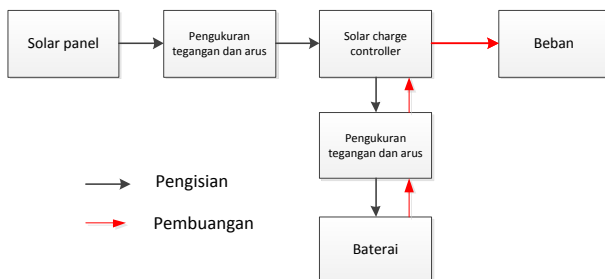 Solar panel
Pengukuran
tegangan dan arus
Solar charge
controller
Beban
Pengukuran
tegangan dan arus
Pengisian
Pembuangan
Baterai